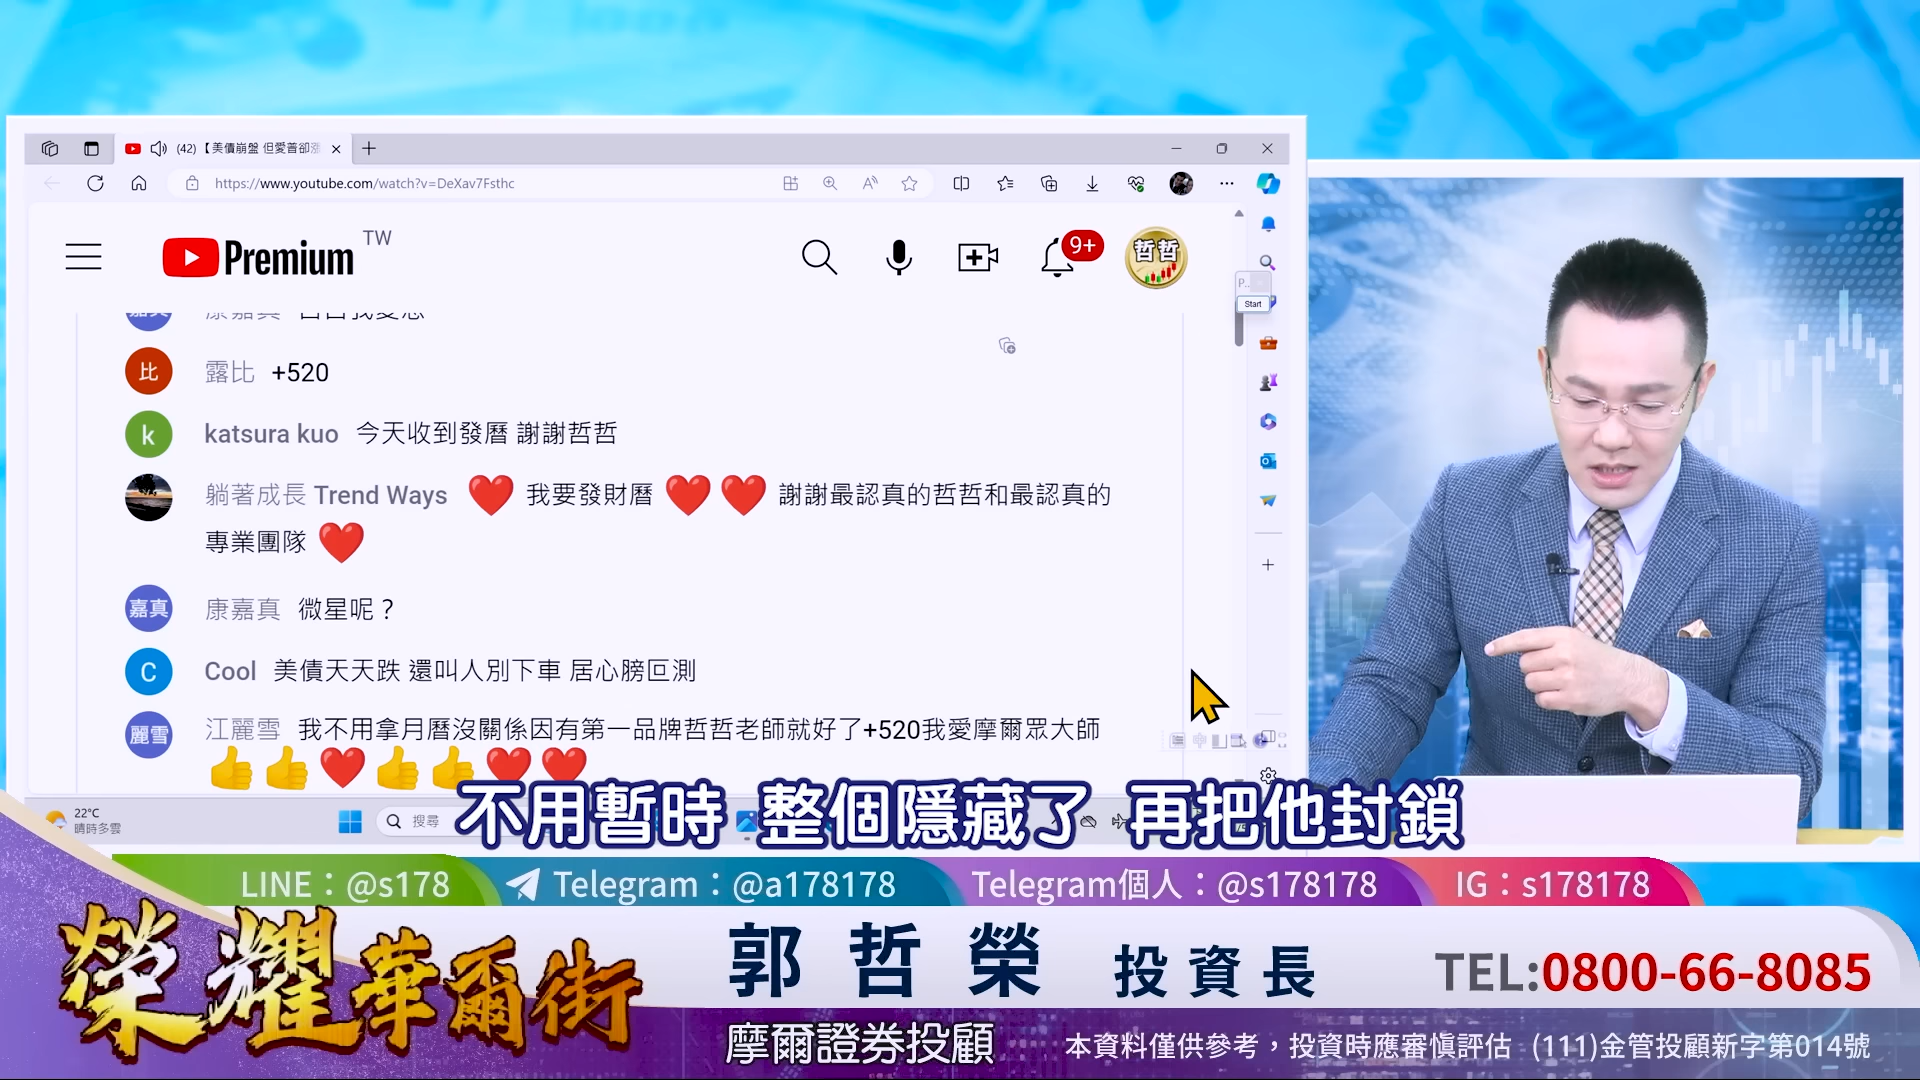 (42)【美債崩盤 但愛普卻漲
https://www.youtube.com/watch?v=DeXav7Fsthc
Premium TW
9+
哲哲
P..
Start
康嘉真
比 露比 +520
k katsura kuo 今天收到發曆 謝謝哲哲
躺著成長 Trend Ways ❤️ 我要發財曆 ❤️ ❤️ 謝謝最認真的哲哲和最認真的
專業團隊 ❤️
嘉真 康嘉真 微星呢？
C Cool 美債天天跌 還叫人別下車 居心膀叵測
麗雪 江麗雪 我不用拿月曆沒關係因有第一品牌哲哲老師就好了+520我愛摩爾眾大師
👍👍❤️👍👍❤️❤️
22°C
晴時多雲
搜尋
不用暫時 整個隱藏了 再把他封鎖
LINE：@s178
Telegram：@a178178
Telegram個人：@s178178
IG：s178178
榮耀華爾街
郭哲榮 投資長
TEL:0800-66-8085
摩爾證券投顧
本資料僅供參考，投資時應審慎評估 (111)金管投顧新字第014號